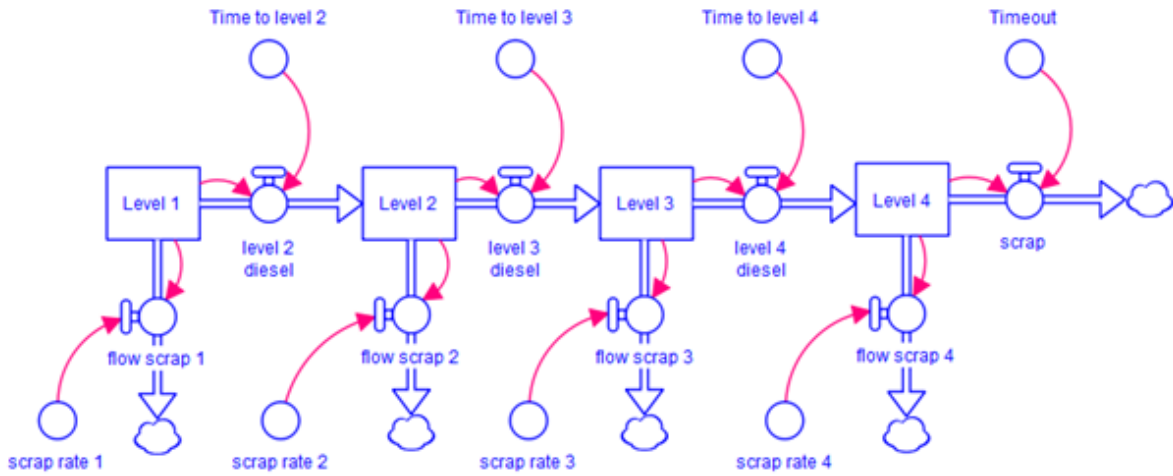 Time to level 2
Time to level 3
Time to level 4
Timeout
Level 1
Level 2
Level 3
Level 4
level 2
diesel
level 3
diesel
level 4
diesel
scrap
flow scrap 1
flow scrap 2
flow scrap 3
flow scrap 4
scrap rate 1
scrap rate 2
scrap rate 3
scrap rate 4